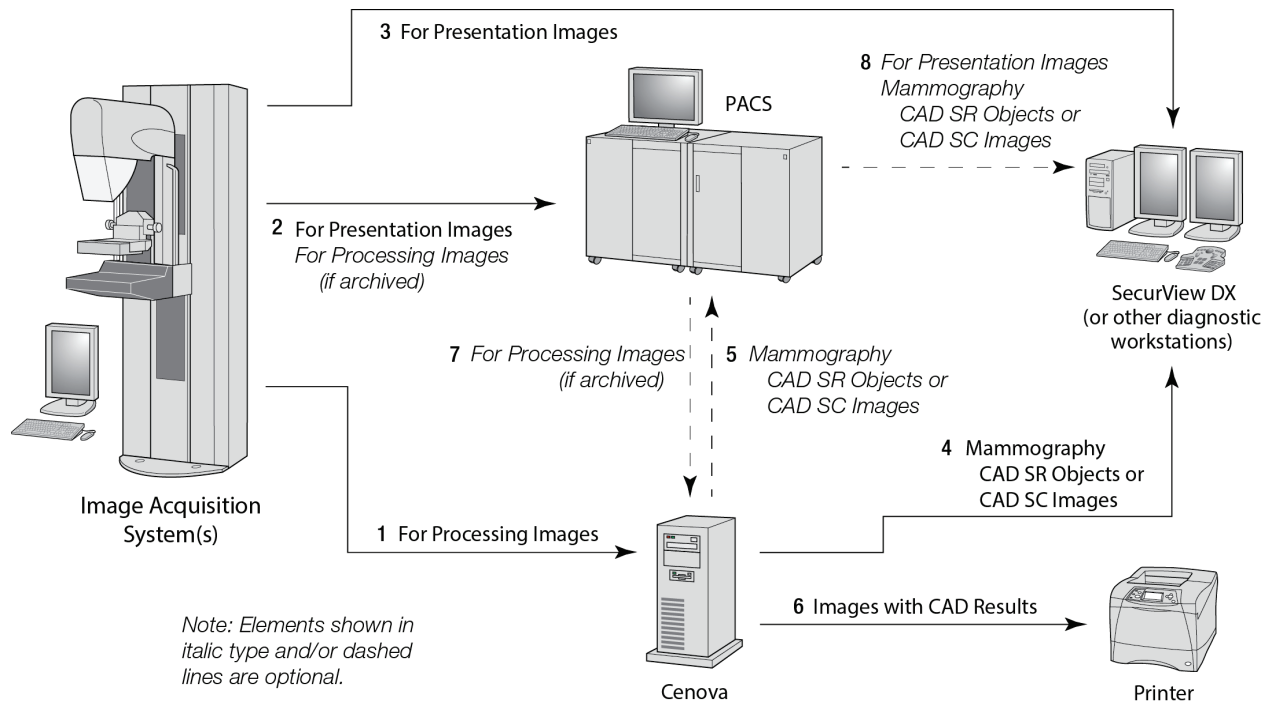 3 For Presentation Images
8 For Presentation Images
Mammography
CAD SR Objects or
CAD SC Images
PACS
2 For Presentation Images
For Processing Images
(if archived)
SecurView DX
(or other diagnostic
workstations)
7 For Processing Images
(if archived)
5 Mammography
CAD SR Objects or
CAD SC Images
4 Mammography
CAD SR Objects or
CAD SC Images
Image Acquisition
System(s)
1 For Processing Images
6 Images with CAD Results
Note: Elements shown in
italic type and/or dashed
lines are optional.
Cenova
Printer